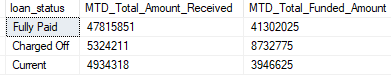 loan_status MTD_Total_Amount_Received MTD_Total_Funded_Amount
Fully Paid 47815851 41302025
Charged Off 5324211 8732775
Current 4934318 3946625